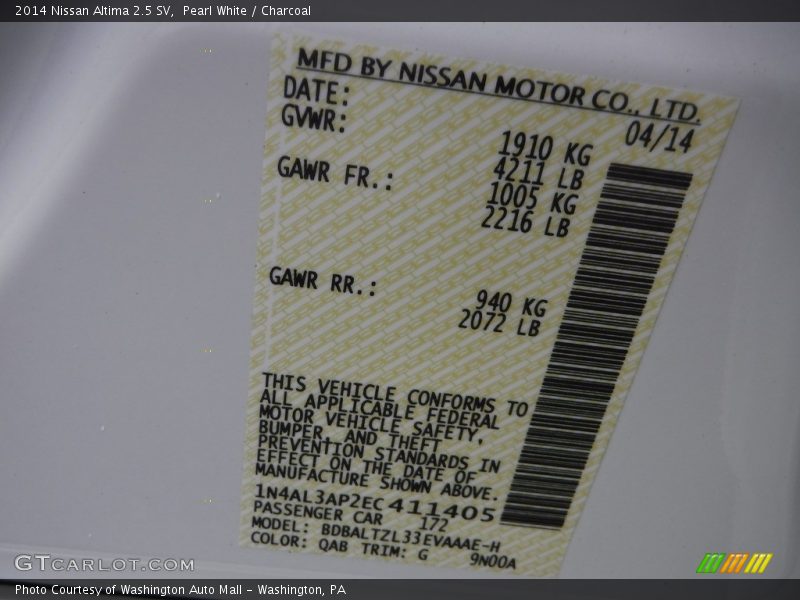 2014 Nissan Altima 2.5 SV,  Pearl White / Charcoal
MFD BY NISSAN MOTOR CO., LTD.
DATE: 04/14
GVWR: 1910 KG
4211 LB
GAWR FR.: 1005 KG
2216 LB
GAWR RR.: 940 KG
2072 LB
THIS VEHICLE CONFORMS TO
ALL APPLICABLE FEDERAL
MOTOR VEHICLE SAFETY,
BUMPER, AND THEFT
PREVENTION STANDARDS IN
EFFECT ON THE DATE OF
MANUFACTURE SHOWN ABOVE.
1N4AL3AP2EC411405
PASSENGER CAR 172
MODEL: BDBALTZL33EVAAAE-H
COLOR: QAB TRIM: G 9N00A
GTCARLOT.COM
Photo Courtesy of Washington Auto Mall - Washington, PA